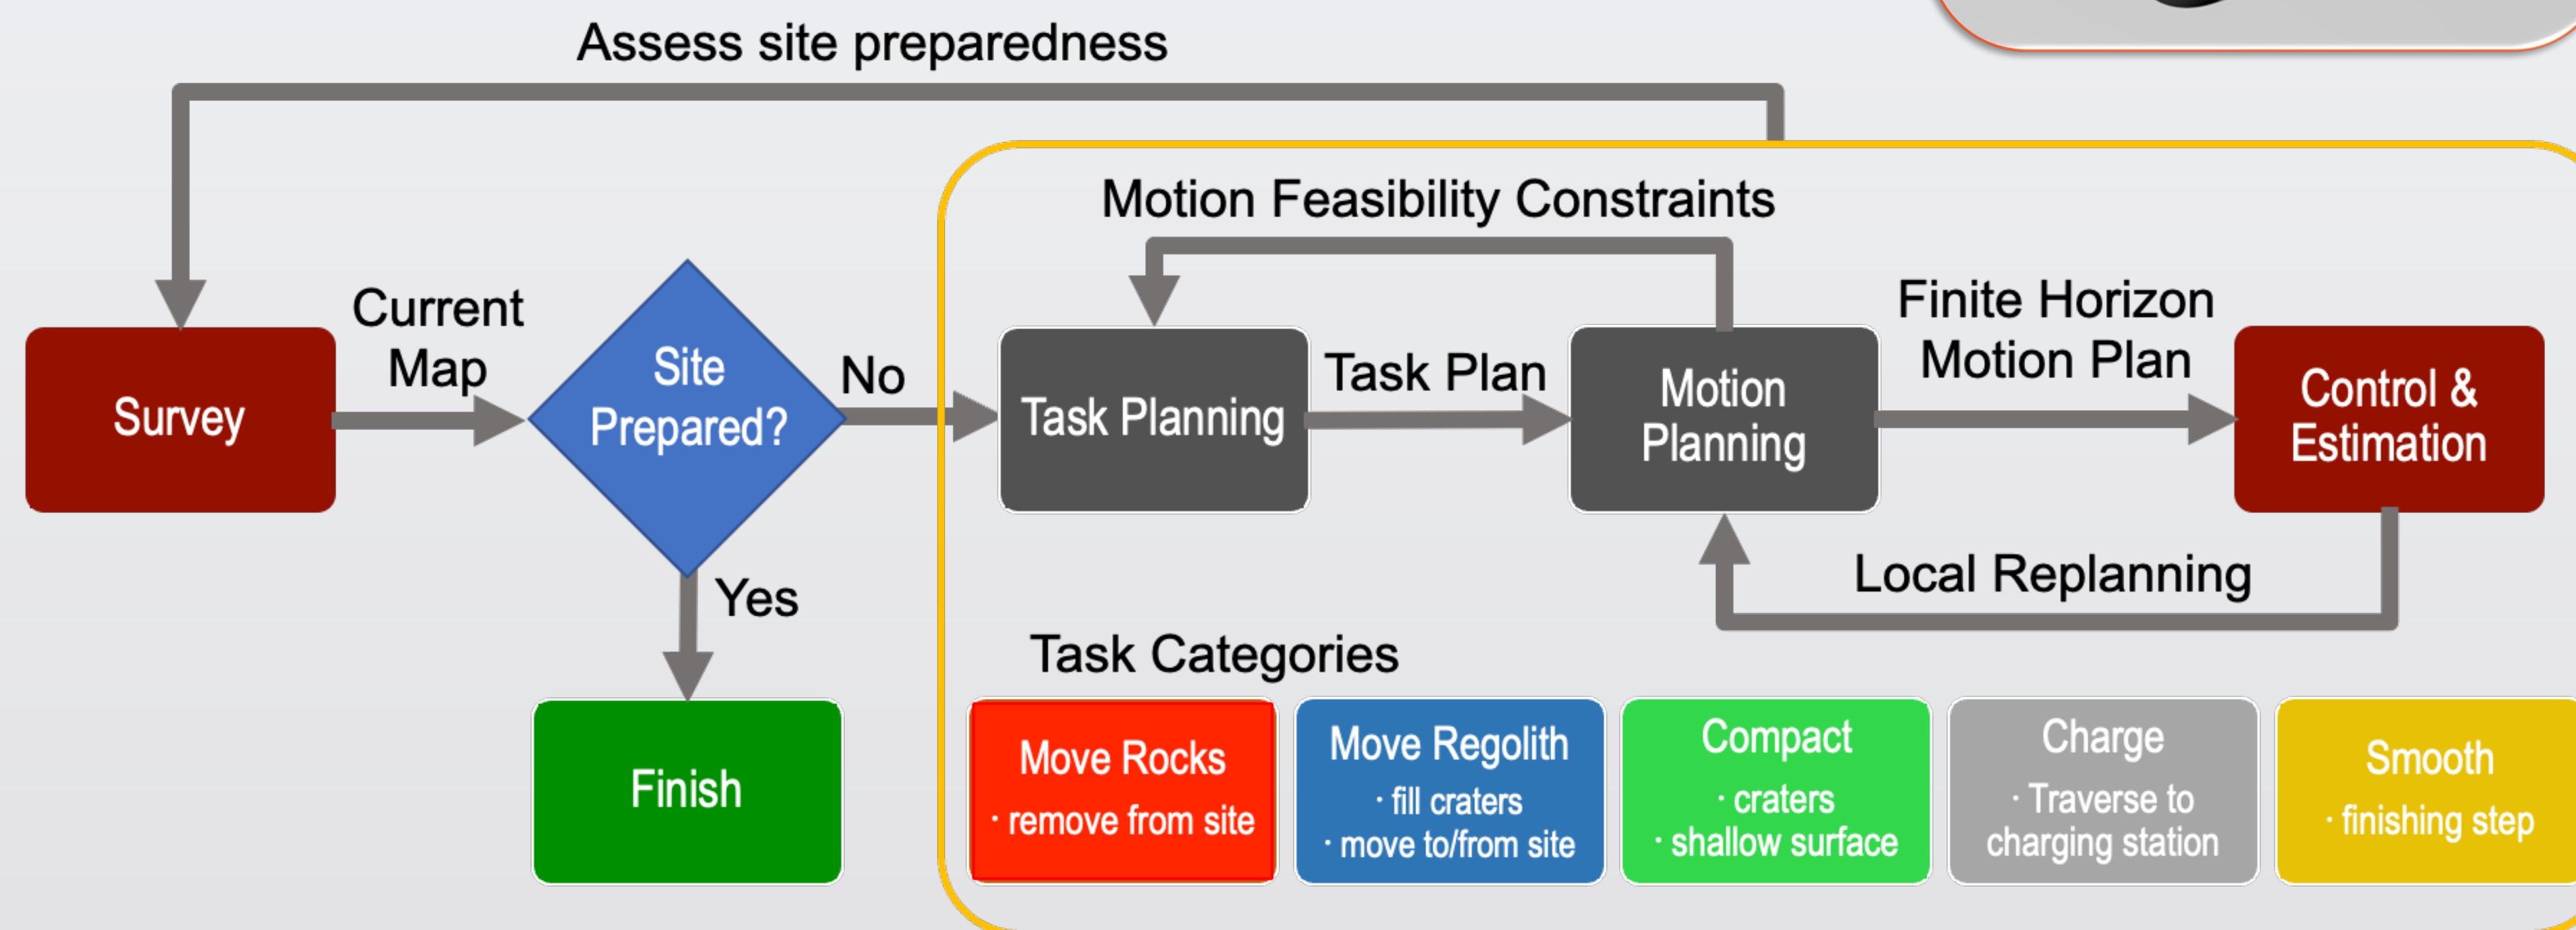 Assess site preparedness
Motion Feasibility Constraints
Current
Map
Finite Horizon
Motion Plan
Survey
Site
Prepared?
No
Task Planning
Task Plan
Motion
Planning
Control &
Estimation
Yes
Local Replanning
Task Categories
Finish
Move Rocks
· remove from site
Move Regolith
· fill craters
· move to/from site
Compact
· craters
· shallow surface
Charge
· Traverse to
charging station
Smooth
· finishing step